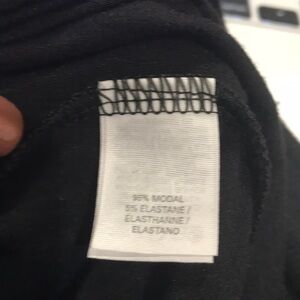 95% MODAL
5% ELASTANE /
ELASTHANNE /
ELASTANO